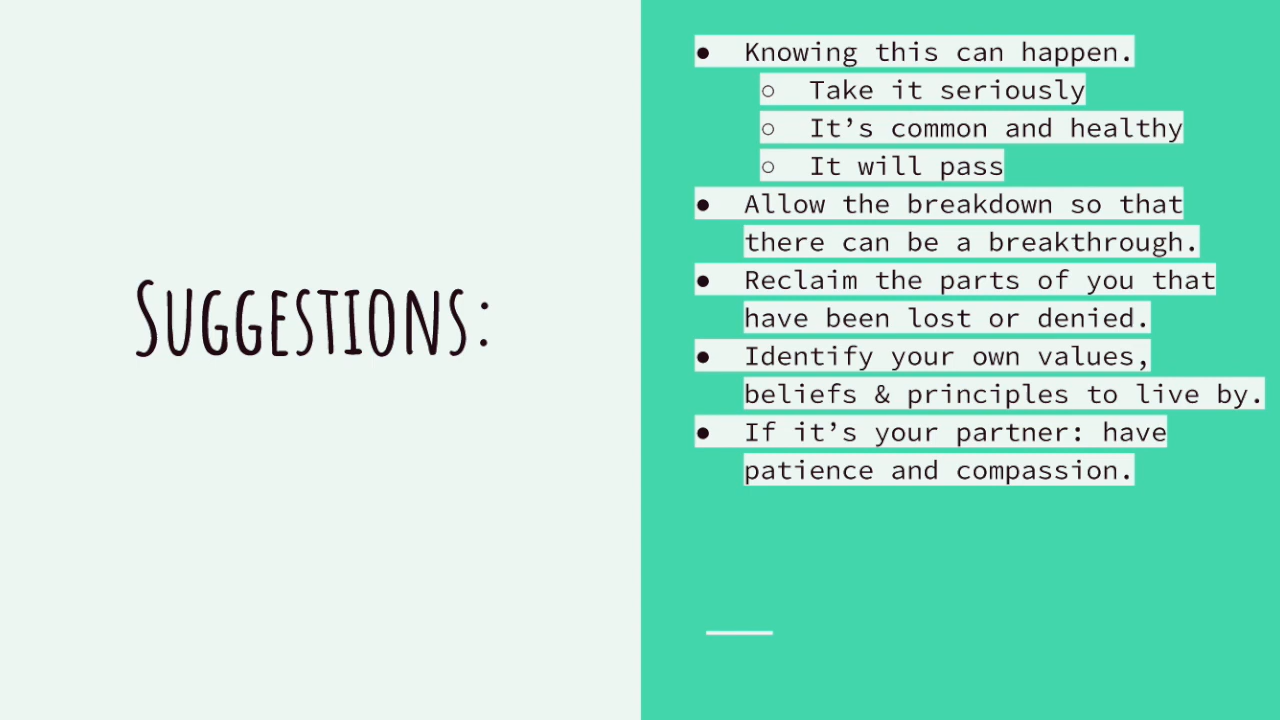 Suggestions:
● Knowing this can happen.
○ Take it seriously
○ It’s common and healthy
○ It will pass
● Allow the breakdown so that
there can be a breakthrough.
● Reclaim the parts of you that
have been lost or denied.
● Identify your own values,
beliefs & principles to live by.
● If it’s your partner: have
patience and compassion.